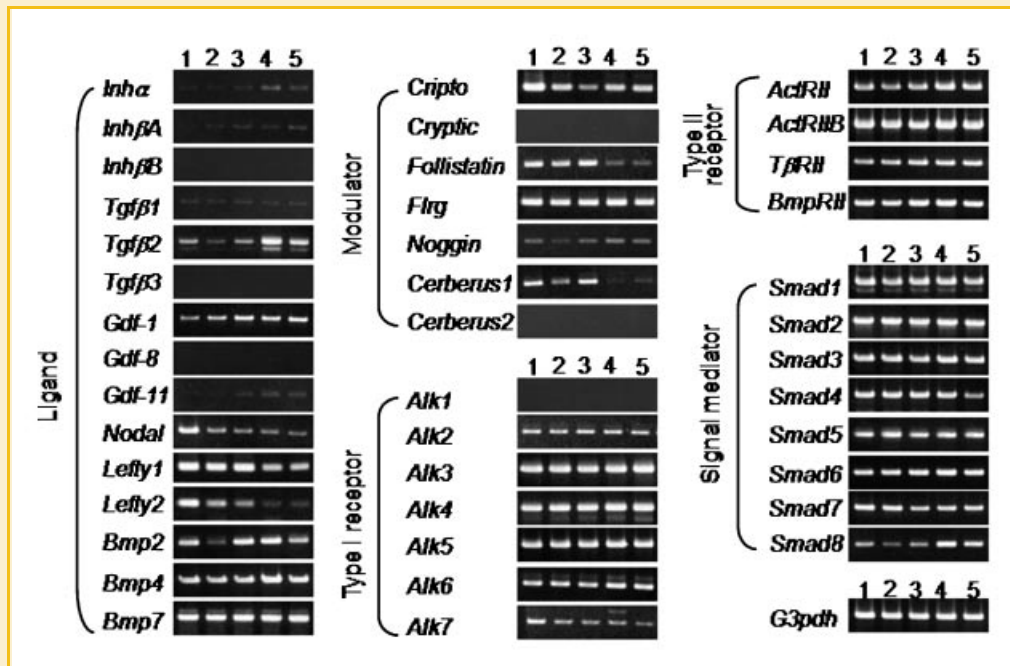 1 2 3 4 5
Ligand
Inhα
InhβA
InhβB
Tgfβ1
Tgfβ2
Tgfβ3
Gdf-1
Gdf-8
Gdf-11
Nodal
Lefty1
Lefty2
Bmp2
Bmp4
Bmp7
1 2 3 4 5
Modulator
Cripto
Cryptic
Follistatin
Flrg
Noggin
Cerberus1
Cerberus2
1 2 3 4 5
Type I receptor
Alk1
Alk2
Alk3
Alk4
Alk5
Alk6
Alk7
1 2 3 4 5
Type II receptor
ActRII
ActRIIB
TβRII
BmpRII
1 2 3 4 5
Signal mediator
Smad1
Smad2
Smad3
Smad4
Smad5
Smad6
Smad7
Smad8
1 2 3 4 5
G3pdh